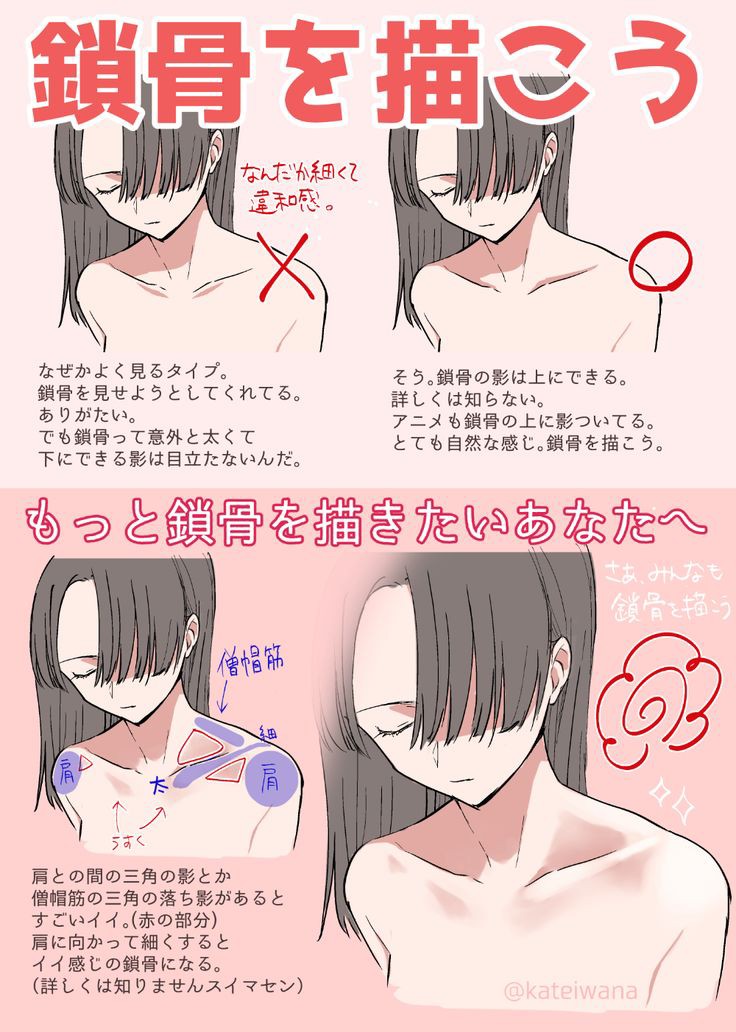 鎖骨を描こう
なんだか細くて
違和感。
なぜかよく見るタイプ。
鎖骨を見せようとしてくれてる。
ありがたい。
でも鎖骨って意外と太くて
下にできる影は目立たないんだ。
そう。鎖骨の影は上にできる。
詳しくは知らない。
アニメも鎖骨の上に影ついてる。
とても自然な感じ。鎖骨を描こう。
もっと鎖骨を描きたいあなたへ
僧帽筋
細
肩
太
肩
うすく
肩との間の三角の影とか
僧帽筋の三角の落ち影があると
すごいイイ。(赤の部分)
肩に向かって細くすると
イイ感じの鎖骨になる。
(詳しくは知りませんスイマセン)
さあ、みんなも
鎖骨を描こう
@kateiwana